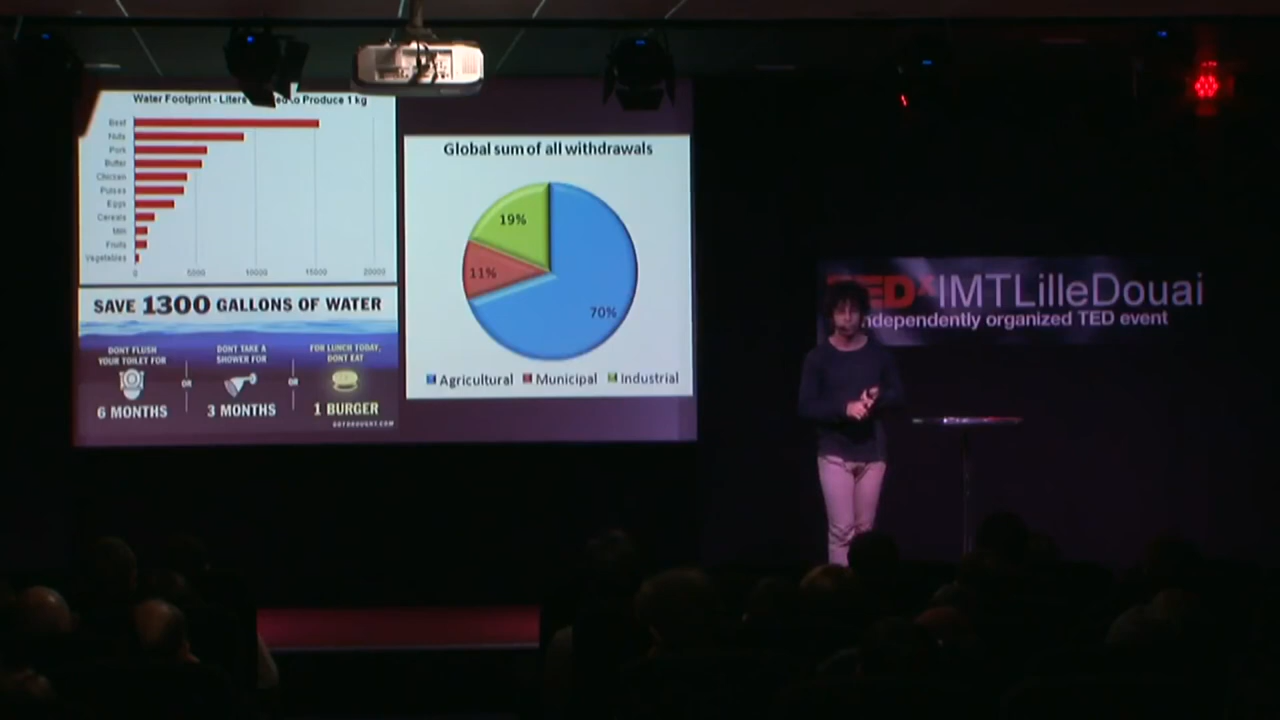 Water Footprint - Liters to Produce 1 kg
Beef
Nuts
Pork
Butter
Chicken
Pulses
Eggs
Cereals
Milk
Fruits
Vegetables
0 5000 10000 15000 20000
SAVE 1300 GALLONS OF WATER
DONT FLUSH
YOUR TOILET FOR
6 MONTHS
OR
DONT TAKE A
SHOWER FOR
3 MONTHS
OR
FOR LUNCH TODAY,
DONT EAT
1 BURGER
Global sum of all withdrawals
19%
11%
70%
Agricultural Municipal Industrial
TEDxIMTLilleDouai
independently organized TED event